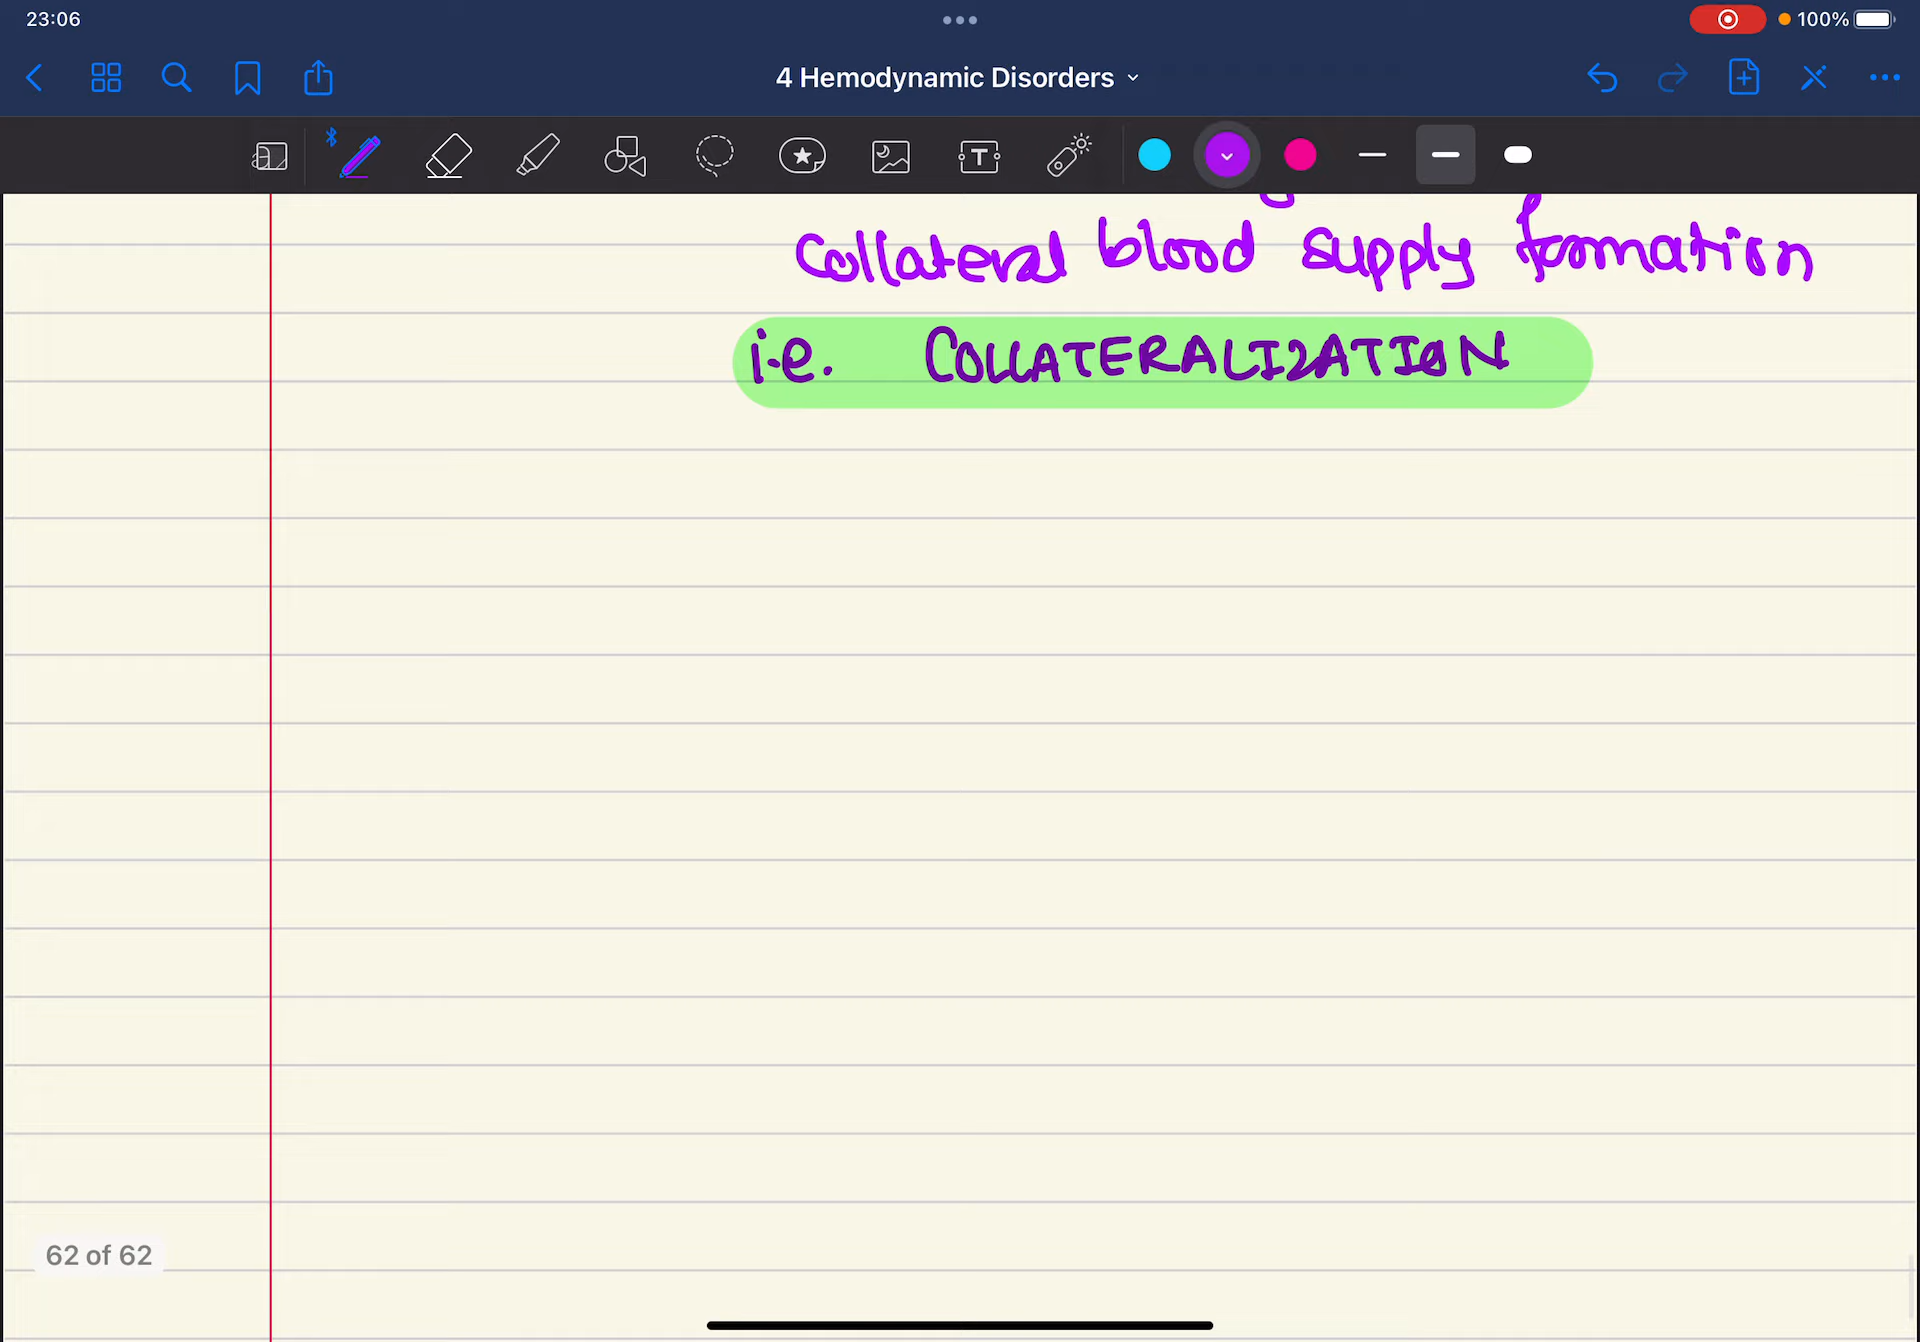 23:06
100%
4 Hemodynamic Disorders
T
Collateral blood supply formation
i.e. COLLATERALIZATION
62 of 62